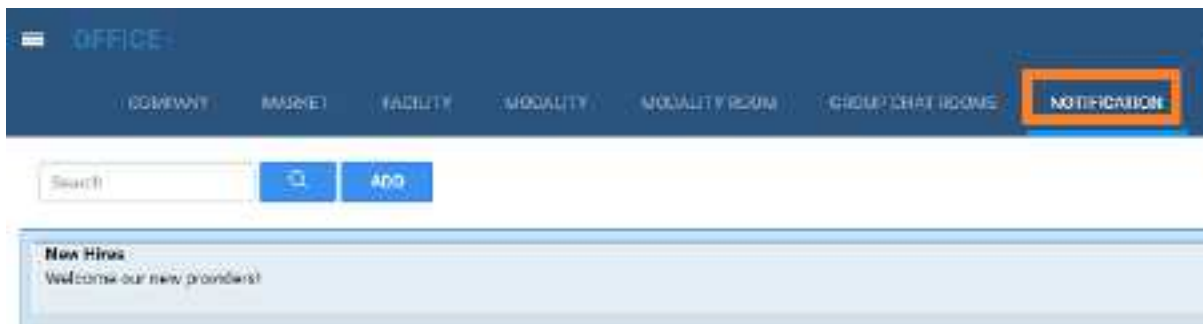 OFFICE
COMPANY MARKET FACILITY MODALITY MODALITY ROOM GROUP CHAT ROOMS NOTIFICATION
Search ADD
New Hires
Welcome our new providers!